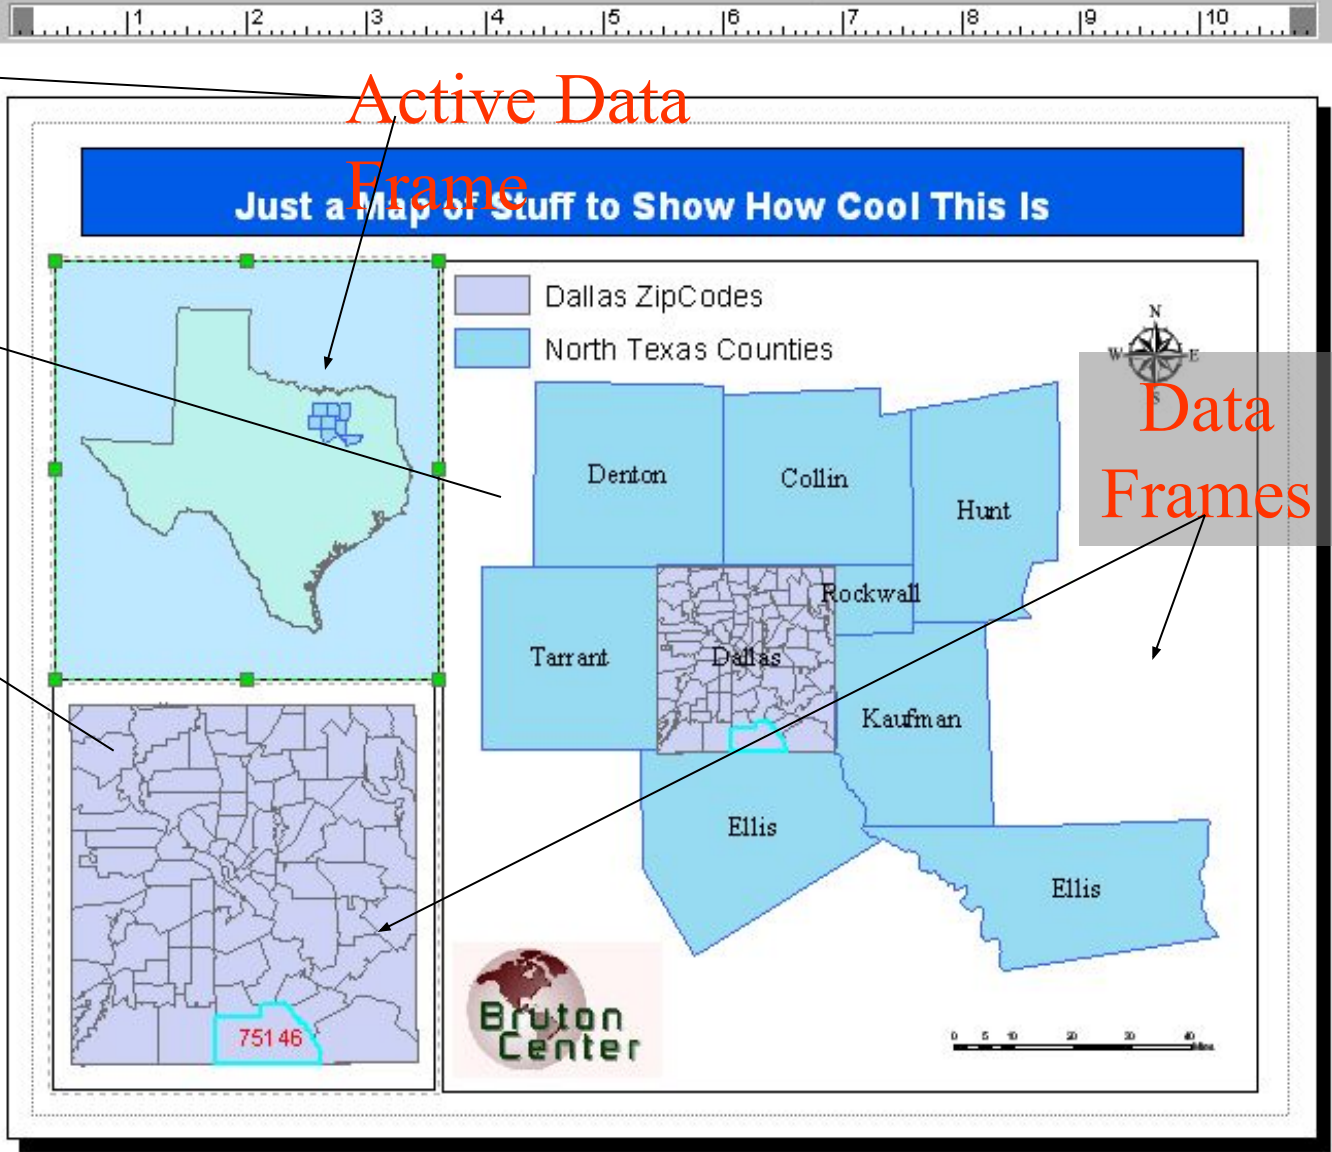 1 2 3 4 5 6 7 8 9 10
Active Data
Frame
Just a Map of Stuff to Show How Cool This Is
Dallas ZipCodes
North Texas Counties
N
W E
S
Data
Frames
Denton
Collin
Hunt
Rockwall
Tarrant
Dallas
Kaufman
Ellis
Ellis
75146
Bruton
Center
0 5 10 20 30 40